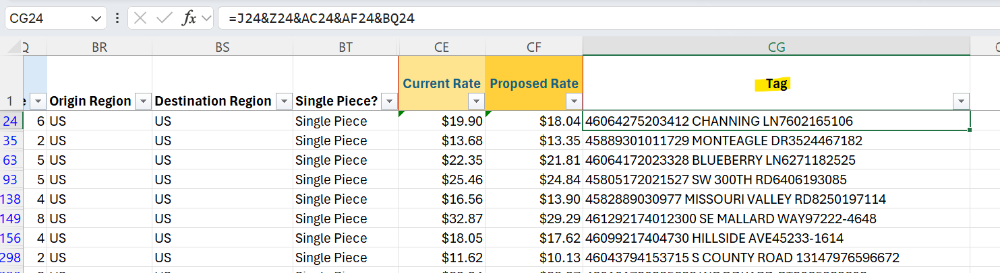 CG24 fx =J24&Z24&AC24&AF24&BQ24
Q BR BS BT CE CF CG
1 e Origin Region Destination Region Single Piece? Current Rate Proposed Rate Tag
24 6 US US Single Piece $19.90 $18.04 46064275203412 CHANNING LN7602165106
35 2 US US Single Piece $13.68 $13.35 45889301011729 MONTEAGLE DR3524467182
63 5 US US Single Piece $22.35 $21.81 46064172023328 BLUEBERRY LN6271182525
93 5 US US Single Piece $25.46 $24.84 45805172021527 SW 300TH RD6406193085
138 4 US US Single Piece $16.56 $13.90 4582889030977 MISSOURI VALLEY RD8250197114
149 8 US US Single Piece $32.87 $29.29 461292174012300 SE MALLARD WAY97222-4648
156 4 US US Single Piece $18.05 $17.62 46099217404730 HILLSIDE AVE45233-1614
298 2 US US Single Piece $11.62 $10.13 46043794153715 S COUNTY ROAD 13147976596672